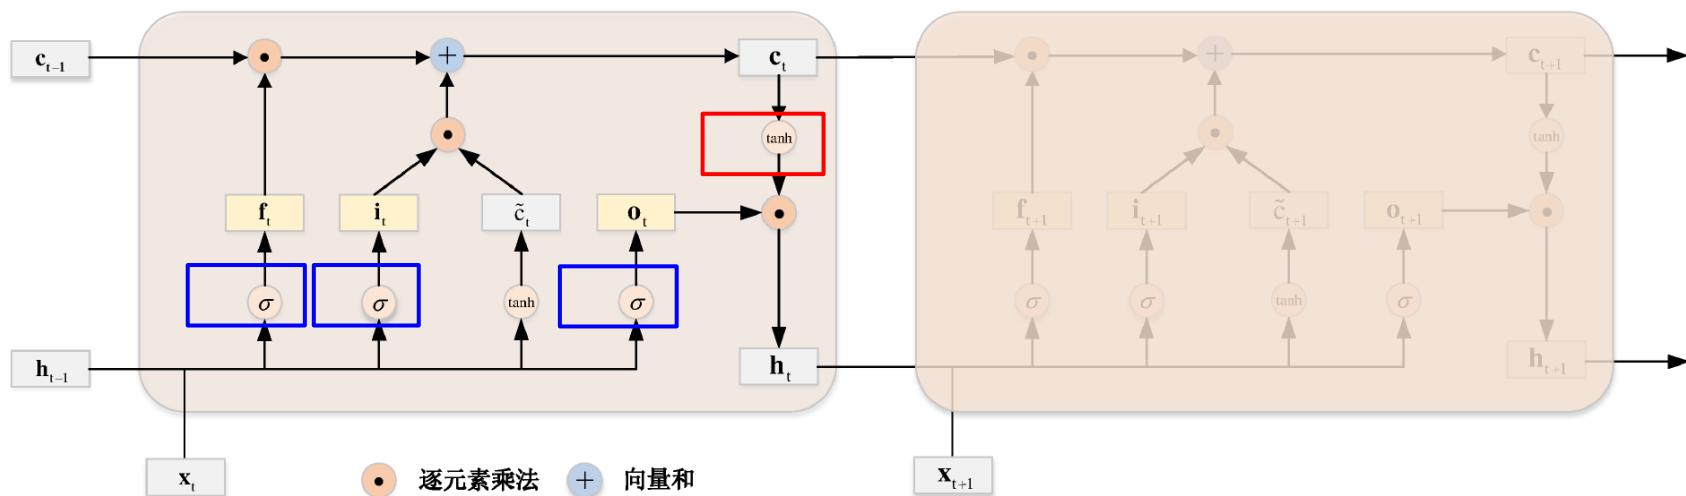 c_{t-1} c_t c_{t+1}
tanh tanh
f_t i_t c̃_t o_t f_{t+1} i_{t+1} c̃_{t+1} o_{t+1}
σ σ tanh σ σ σ tanh σ
h_{t-1} h_t h_{t+1}
x_t x_{t+1}
逐元素乘法 向量和